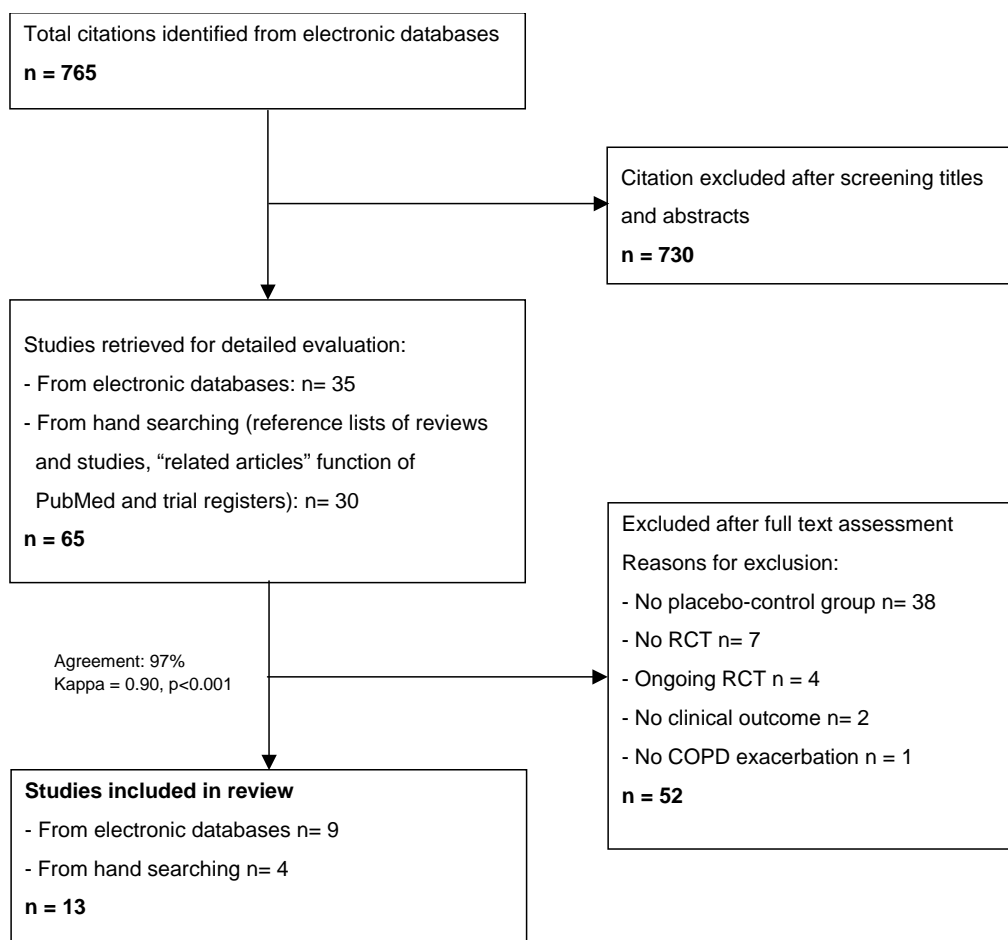 Total citations identified from electronic databases
n = 765
Citation excluded after screening titles
and abstracts
n = 730
Studies retrieved for detailed evaluation:
- From electronic databases: n= 35
- From hand searching (reference lists of reviews
and studies, “related articles” function of
PubMed and trial registers): n= 30
n = 65
Excluded after full text assessment
Reasons for exclusion:
- No placebo-control group n= 38
- No RCT n= 7
- Ongoing RCT n = 4
- No clinical outcome n= 2
- No COPD exacerbation n = 1
n = 52
Agreement: 97%
Kappa = 0.90, p<0.001
Studies included in review
- From electronic databases n= 9
- From hand searching n= 4
n = 13